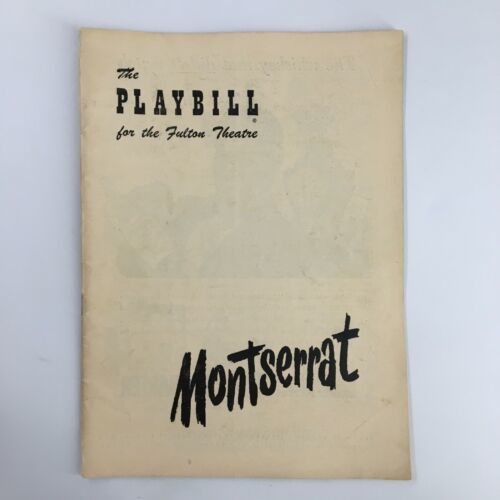 The
PLAYBILL®
for the Fulton Theatre
Montserrat